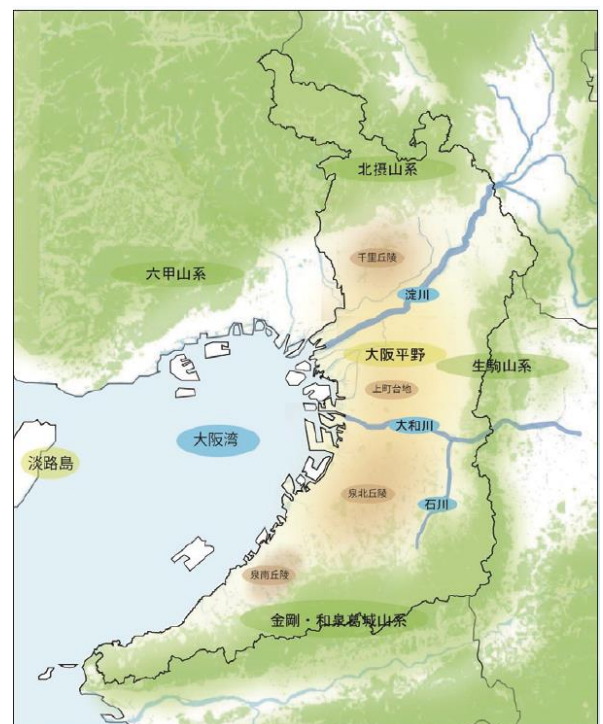 北摂山系
千里丘陵
六甲山系
淀川
大阪平野
生駒山系
上町台地
大和川
大阪湾
淡路島
泉北丘陵
石川
泉南丘陵
金剛・和泉葛城山系